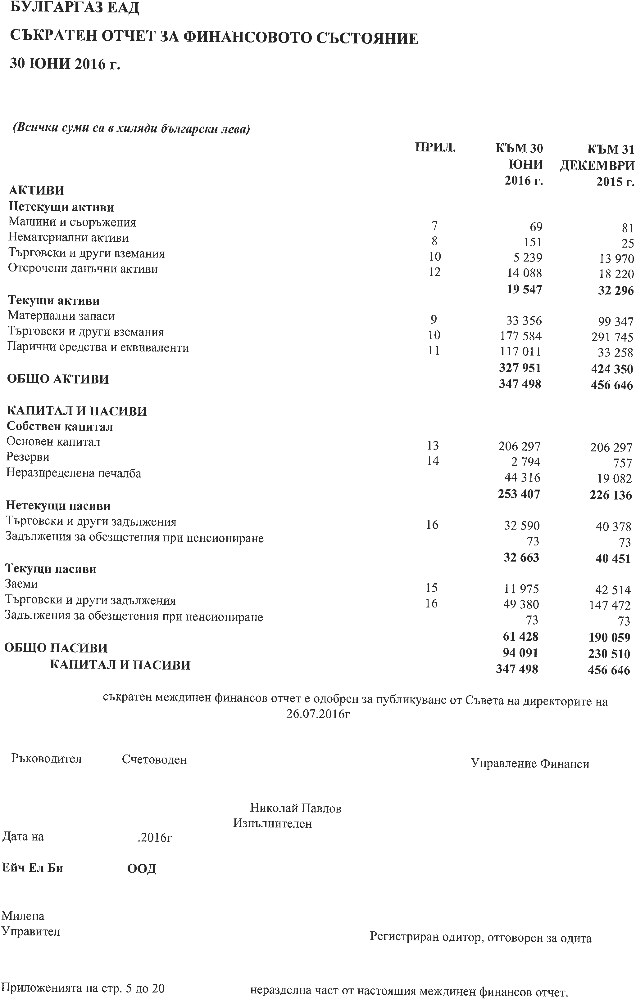 БУЛГАРГАЗ ЕАД
СЪКРАТЕН ОТЧЕТ ЗА ФИНАНСОВОТО СЪСТОЯНИЕ
30 ЮНИ 2016 г.
(Всички суми са в хиляди български лева)
ПРИЛ. КЪМ 30 КЪМ 31
ЮНИ ДЕКЕМВРИ
2016 г. 2015 г.
АКТИВИ
Нетекущи активи
Машини и съоръжения 7 69 81
Нематериални активи 8 151 25
Търговски и други вземания 10 5 239 13 970
Отсрочени данъчни активи 12 14 088 18 220
19 547 32 296
Текущи активи
Материални запаси 9 33 356 99 347
Търговски и други вземания 10 177 584 291 745
Парични средства и еквиваленти 11 117 011 33 258
327 951 424 350
ОБЩО АКТИВИ 347 498 456 646
КАПИТАЛ И ПАСИВИ
Собствен капитал
Основен капитал 13 206 297 206 297
Резерви 14 2 794 757
Неразпределена печалба 44 316 19 082
253 407 226 136
Нетекущи пасиви
Търговски и други задължения 16 32 590 40 378
Задължения за обезщетения при пенсиониране 73 73
32 663 40 451
Текущи пасиви
Заеми 15 11 975 42 514
Търговски и други задължения 16 49 380 147 472
Задължения за обезщетения при пенсиониране 73 73
61 428 190 059
ОБЩО ПАСИВИ 94 091 230 510
КАПИТАЛ И ПАСИВИ 347 498 456 646
съкратен междинен финансов отчет е одобрен за публикуване от Съвета на директорите на
26.07.2016г
Ръководител Счетоводен Управление Финанси
Николай Павлов
Изпълнителен
Дата на .2016г
Ейч Ел Би ООД
Милена
Управител
Регистриран одитор, отговорен за одита
Приложенията на стр. 5 до 20 неразделна част от настоящия междинен финансов отчет.